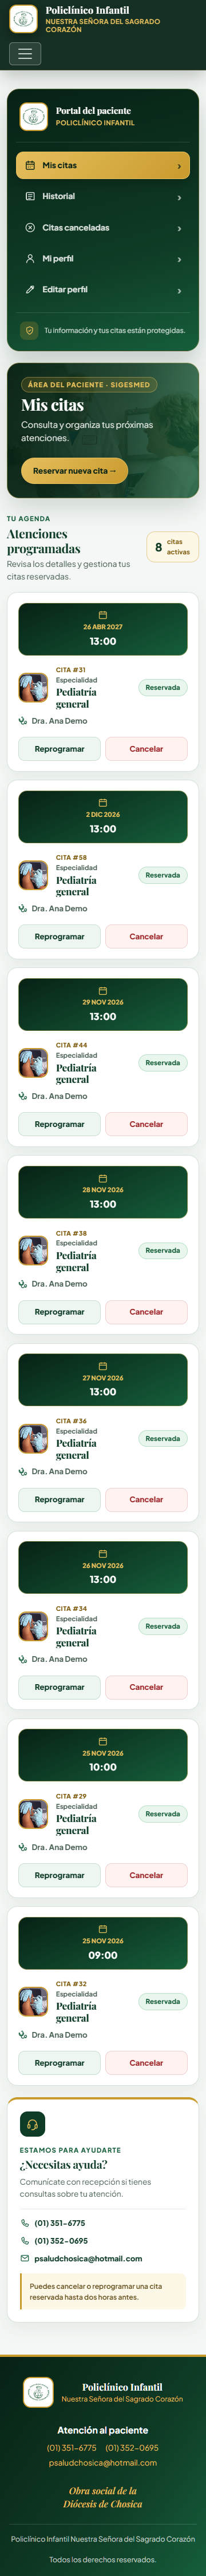 Policlínico Infantil
NUESTRA SEÑORA DEL SAGRADO
CORAZÓN
Portal del paciente
POLICLÍNICO INFANTIL
Mis citas
Historial
Citas canceladas
Mi perfil
Editar perfil
Tu información y tus citas están protegidas.
ÁREA DEL PACIENTE · SIGESMED
Mis citas
Consulta y organiza tus próximas
atenciones.
Reservar nueva cita →
TU AGENDA
Atenciones
programadas
Revisa los detalles y gestiona tus
citas reservadas.
8 citas
activas
26 ABR 2027
13:00
CITA #31
Especialidad
Pediatría
general
Reservada
Dra. Ana Demo
Reprogramar Cancelar
2 DIC 2026
13:00
CITA #58
Especialidad
Pediatría
general
Reservada
Dra. Ana Demo
Reprogramar Cancelar
29 NOV 2026
13:00
CITA #44
Especialidad
Pediatría
general
Reservada
Dra. Ana Demo
Reprogramar Cancelar
28 NOV 2026
13:00
CITA #38
Especialidad
Pediatría
general
Reservada
Dra. Ana Demo
Reprogramar Cancelar
27 NOV 2026
13:00
CITA #36
Especialidad
Pediatría
general
Reservada
Dra. Ana Demo
Reprogramar Cancelar
26 NOV 2026
13:00
CITA #34
Especialidad
Pediatría
general
Reservada
Dra. Ana Demo
Reprogramar Cancelar
25 NOV 2026
10:00
CITA #29
Especialidad
Pediatría
general
Reservada
Dra. Ana Demo
Reprogramar Cancelar
25 NOV 2026
09:00
CITA #32
Especialidad
Pediatría
general
Reservada
Dra. Ana Demo
Reprogramar Cancelar
ESTAMOS PARA AYUDARTE
¿Necesitas ayuda?
Comunícate con recepción si tienes
consultas sobre tu atención.
(01) 351-6775
(01) 352-0695
psaludchosica@hotmail.com
Puedes cancelar o reprogramar una cita
reservada hasta dos horas antes.
Policlínico Infantil
Nuestra Señora del Sagrado Corazón
Atención al paciente
(01) 351-6775 (01) 352-0695
psaludchosica@hotmail.com
Obra social de la
Diócesis de Chosica
Policlínico Infantil Nuestra Señora del Sagrado Corazón
Todos los derechos reservados.